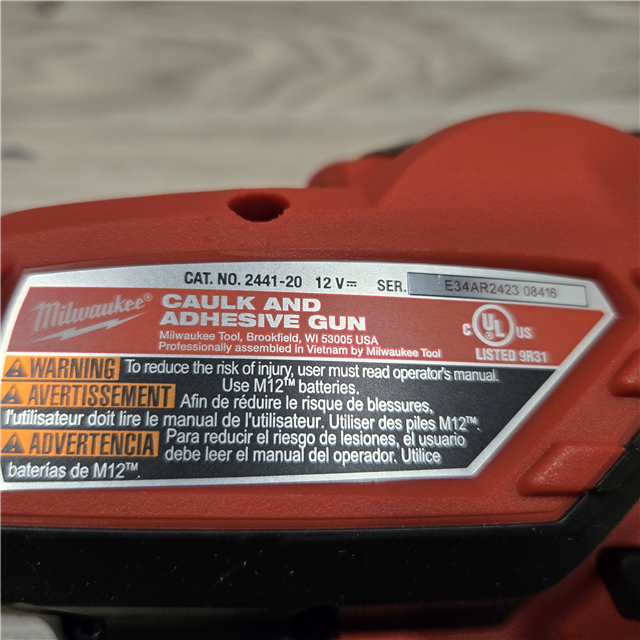 CAT. NO. 2441-20 12 V⎓ SER. E34AR2423 08416
Milwaukee®
CAULK AND
ADHESIVE GUN
Milwaukee Tool, Brookfield, WI 53005 USA
Professionally assembled in Vietnam by Milwaukee Tool
C UL US
LISTED 9R31
WARNING To reduce the risk of injury, user must read operator's manual.
Use M12™ batteries.
AVERTISSEMENT Afin de réduire le risque de blessures,
l'utilisateur doit lire le manual de l'utilisateur. Utiliser des piles M12™.
ADVERTENCIA Para reducir el riesgo de lesiones, el usuario
debe leer el manual del operador. Utilice
baterías de M12™.